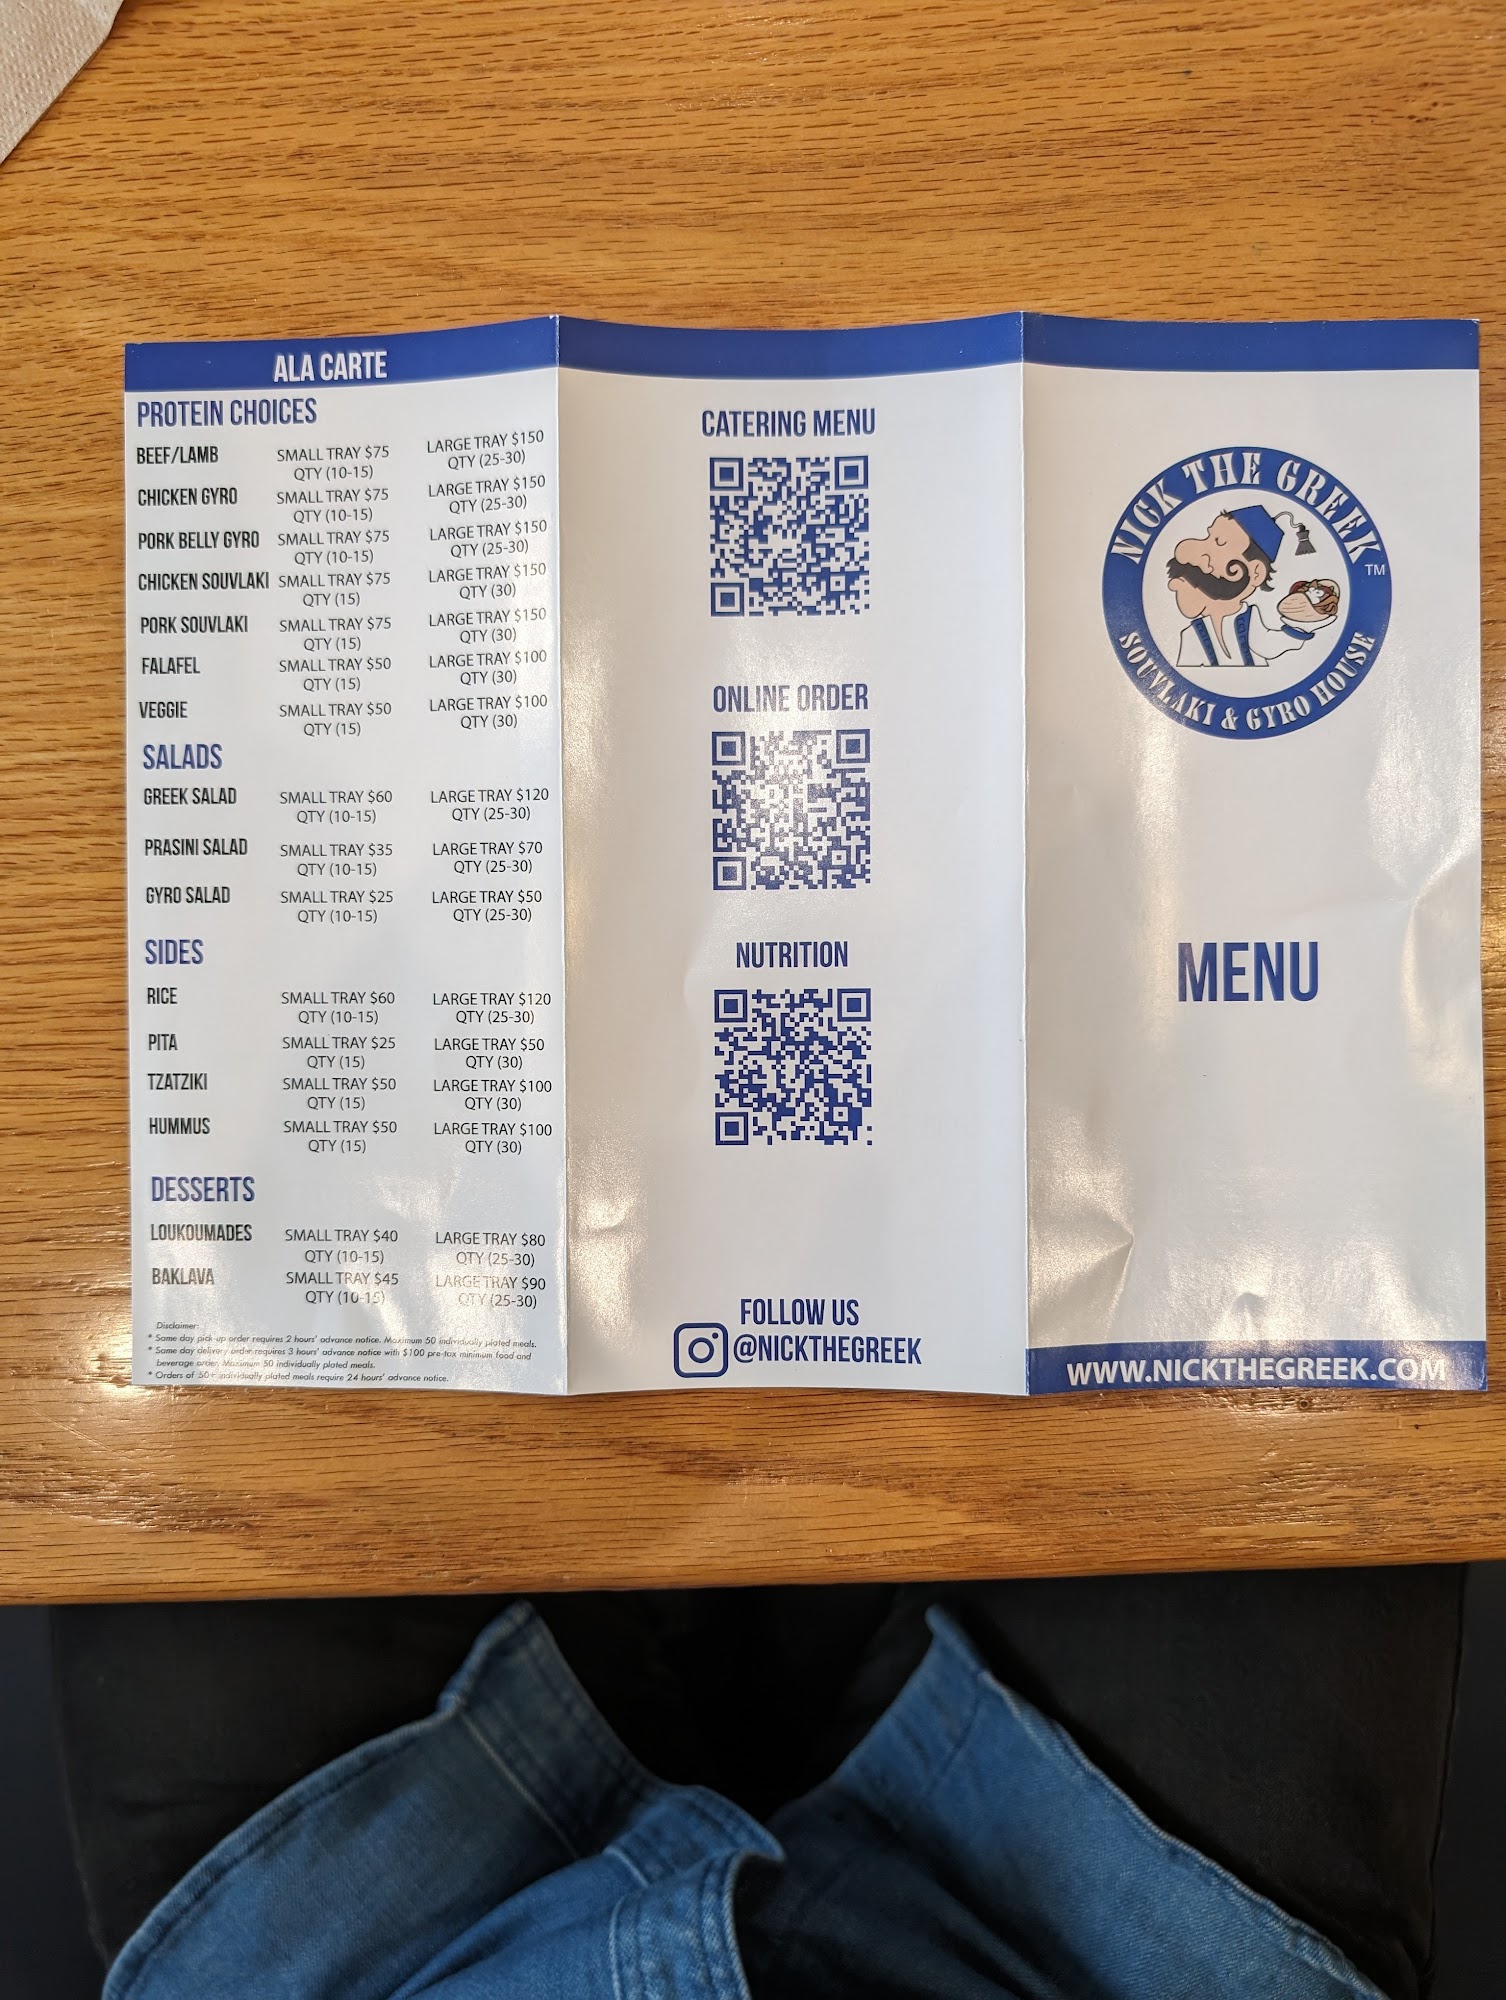 ALA CARTE
PROTEIN CHOICES
BEEF/LAMB SMALL TRAY $75 LARGE TRAY $150
QTY (10-15) QTY (25-30)
CHICKEN GYRO SMALL TRAY $75 LARGE TRAY $150
QTY (10-15) QTY (25-30)
PORK BELLY GYRO SMALL TRAY $75 LARGE TRAY $150
QTY (10-15) QTY (25-30)
CHICKEN SOUVLAKI SMALL TRAY $75 LARGE TRAY $150
QTY (15) QTY (30)
PORK SOUVLAKI SMALL TRAY $75 LARGE TRAY $150
QTY (15) QTY (30)
FALAFEL SMALL TRAY $50 LARGE TRAY $100
QTY (15) QTY (30)
VEGGIE SMALL TRAY $50 LARGE TRAY $100
QTY (15) QTY (30)
SALADS
GREEK SALAD SMALL TRAY $60 LARGE TRAY $120
QTY (10-15) QTY (25-30)
PRASINI SALAD SMALL TRAY $35 LARGE TRAY $70
QTY (10-15) QTY (25-30)
GYRO SALAD SMALL TRAY $25 LARGE TRAY $50
QTY (10-15) QTY (25-30)
SIDES
RICE SMALL TRAY $60 LARGE TRAY $120
QTY (10-15) QTY (25-30)
PITA SMALL TRAY $25 LARGE TRAY $50
QTY (15) QTY (30)
TZATZIKI SMALL TRAY $50 LARGE TRAY $100
QTY (15) QTY (30)
HUMMUS SMALL TRAY $50 LARGE TRAY $100
QTY (15) QTY (30)
DESSERTS
LOUKOUMADES SMALL TRAY $40 LARGE TRAY $80
QTY (10-15) QTY (25-30)
BAKLAVA SMALL TRAY $45 LARGE TRAY $90
QTY (10-15) QTY (25-30)
Disclaimer:
* Same day pick-up order requires 2 hours' advance notice. Maximum 50 individually plated meals.
* Same day delivery order requires 3 hours' advance notice with $100 pre-tax minimum food and
beverage order. Maximum 50 individually plated meals.
* Orders of 50+ individually plated meals require 24 hours' advance notice.
CATERING MENU
ONLINE ORDER
NUTRITION
FOLLOW US
@NICKTHEGREEK
NICK THE GREEK
TM
SOUVLAKI & GYRO HOUSE
MENU
WWW.NICKTHEGREEK.COM